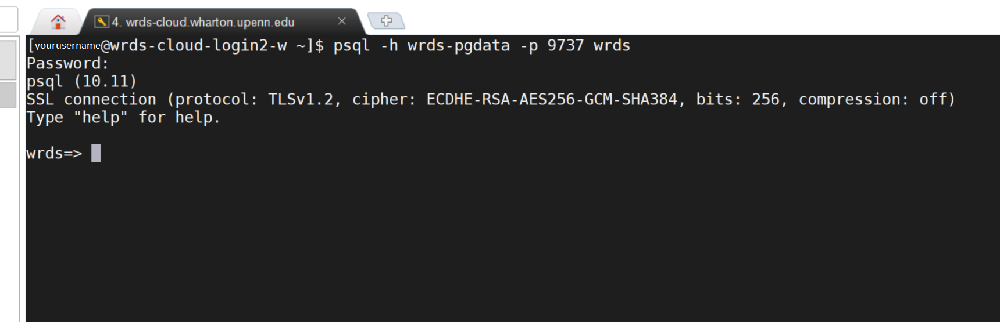 4. wrds-cloud.wharton.upenn.edu
[yourusername@wrds-cloud-login2-w ~]$ psql -h wrds-pgdata -p 9737 wrds
Password:
psql (10.11)
SSL connection (protocol: TLSv1.2, cipher: ECDHE-RSA-AES256-GCM-SHA384, bits: 256, compression: off)
Type "help" for help.
wrds=>